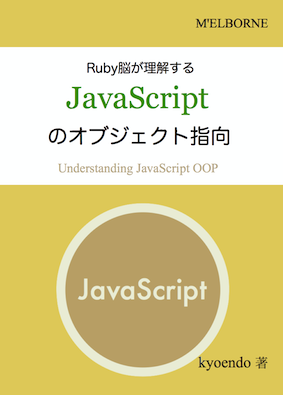 M'ELBORNE
Ruby脳が理解する
JavaScript
のオブジェクト指向
Understanding JavaScript OOP
JavaScript
kyoendo 著